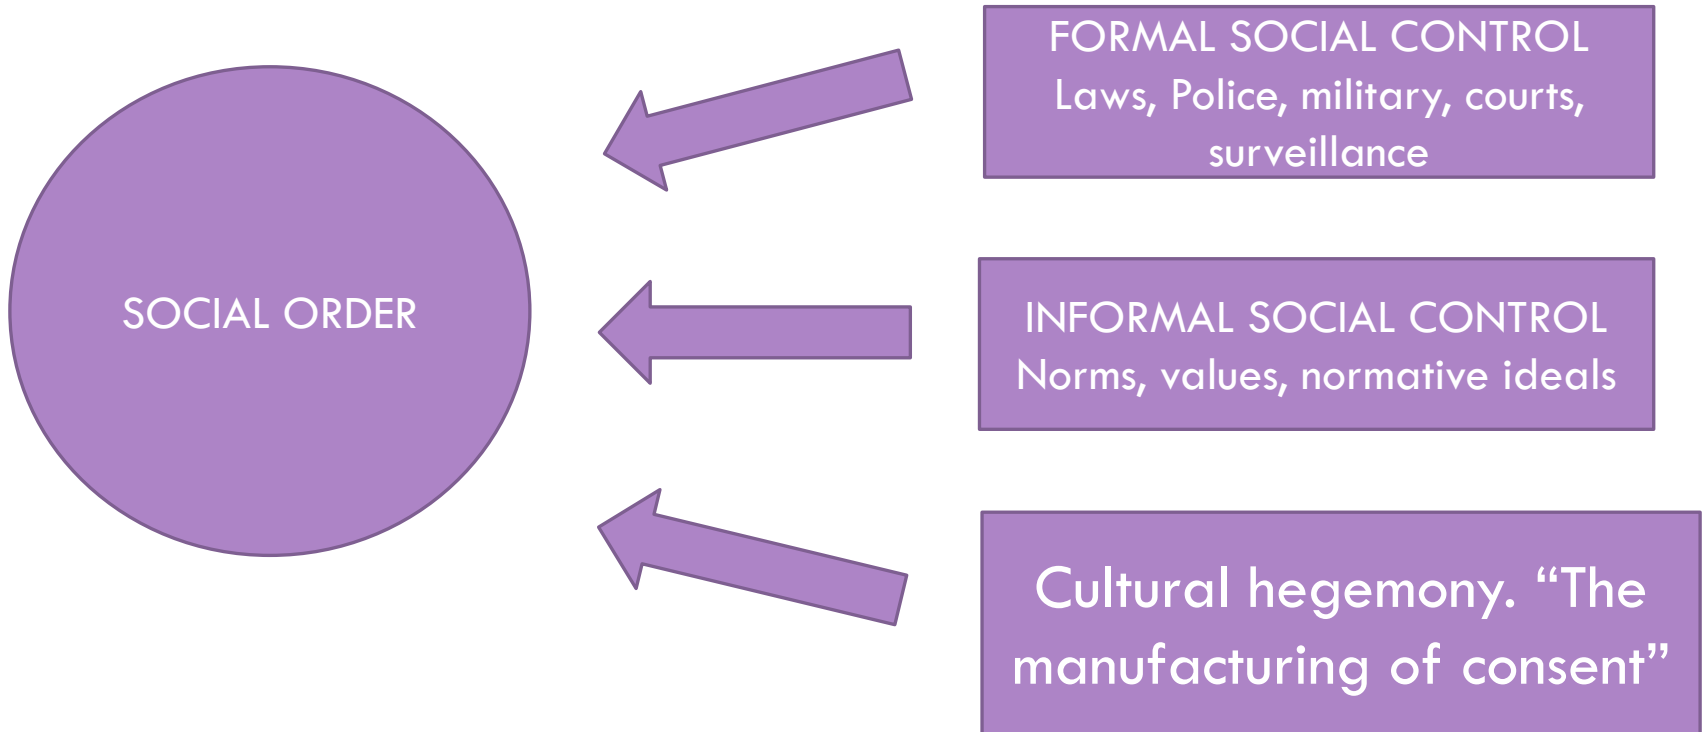 SOCIAL ORDER
FORMAL SOCIAL CONTROL
Laws, Police, military, courts,
surveillance
INFORMAL SOCIAL CONTROL
Norms, values, normative ideals
Cultural hegemony. “The
manufacturing of consent”